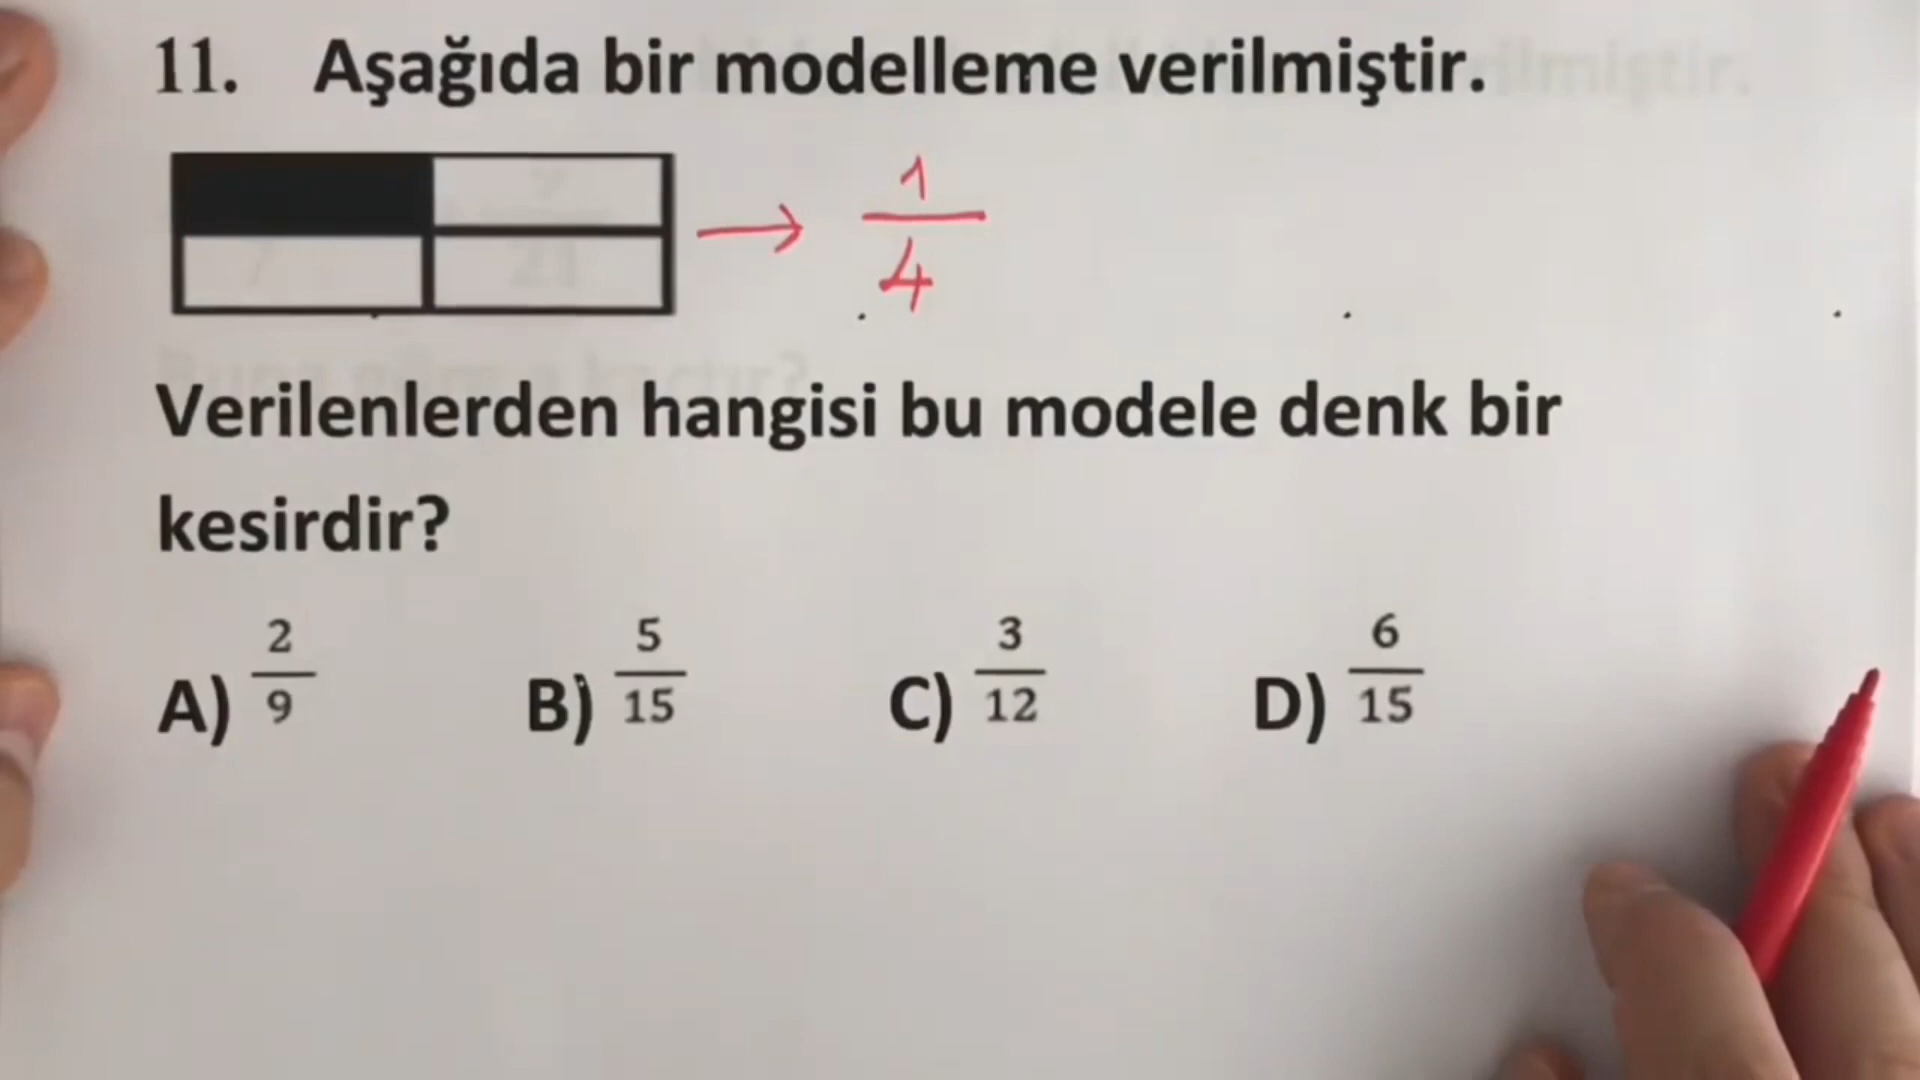 11. Aşağıda bir modelleme verilmiştir.
1
4
Verilenlerden hangisi bu modele denk bir
kesirdir?
A) 2/9 B) 5/15 C) 3/12 D) 6/15